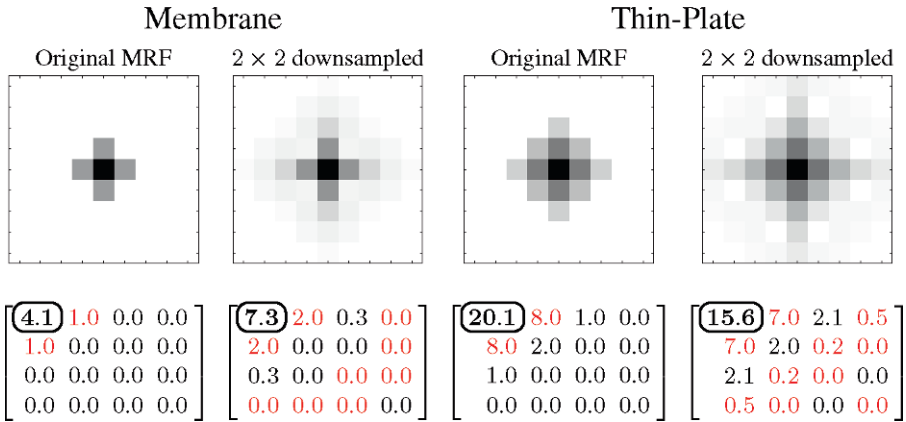 Membrane Thin-Plate
Original MRF 2 × 2 downsampled Original MRF 2 × 2 downsampled
4.1 1.0 0.0 0.0 7.3 2.0 0.3 0.0 20.1 8.0 1.0 0.0 15.6 7.0 2.1 0.5
1.0 0.0 0.0 0.0 2.0 0.0 0.0 0.0 8.0 2.0 0.0 0.0 7.0 2.0 0.2 0.0
0.0 0.0 0.0 0.0 0.3 0.0 0.0 0.0 1.0 0.0 0.0 0.0 2.1 0.2 0.0 0.0
0.0 0.0 0.0 0.0 0.0 0.0 0.0 0.0 0.0 0.0 0.0 0.0 0.5 0.0 0.0 0.0